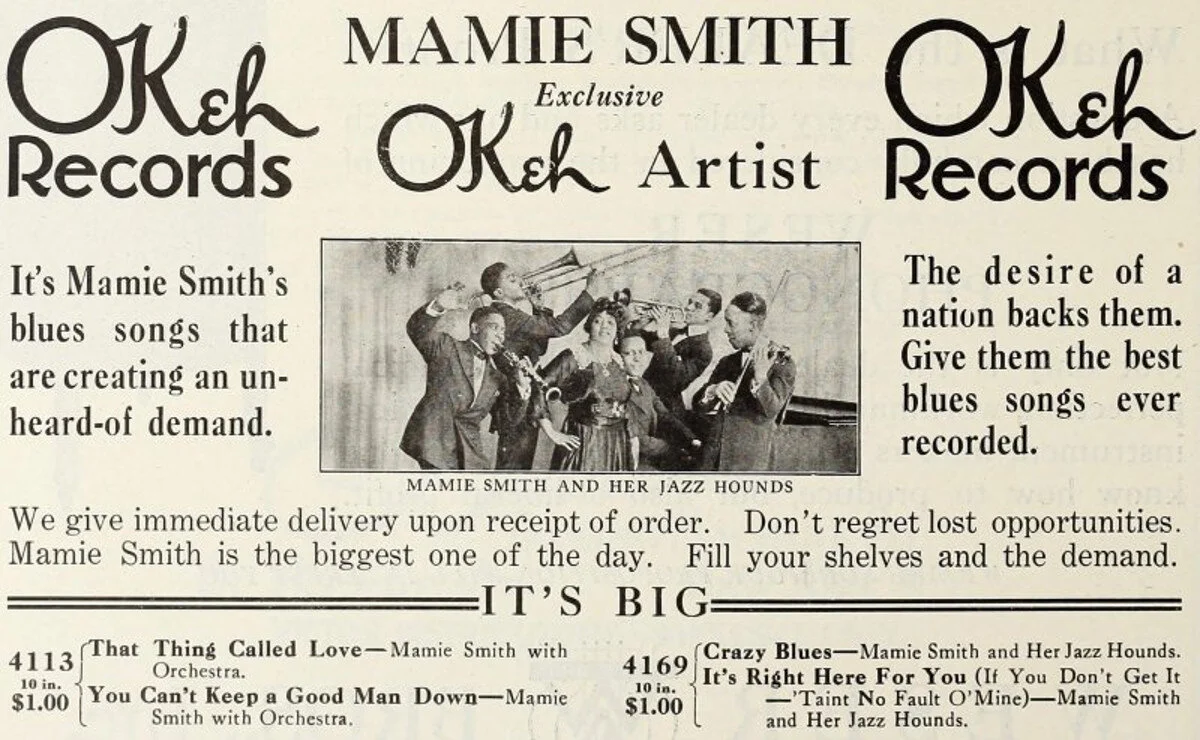 OKeh
Records
MAMIE SMITH
Exclusive
OKeh Artist
OKeh
Records
It's Mamie Smith's
blues songs that
are creating an un-
heard-of demand.
The desire of a
nation backs them.
Give them the best
blues songs ever
recorded.
MAMIE SMITH AND HER JAZZ HOUNDS
We give immediate delivery upon receipt of order. Don't regret lost opportunities.
Mamie Smith is the biggest one of the day. Fill your shelves and the demand.
IT'S BIG
4113
10 in.
$1.00
That Thing Called Love—Mamie Smith with
Orchestra.
You Can't Keep a Good Man Down—Mamie
Smith with Orchestra.
4169
10 in.
$1.00
Crazy Blues—Mamie Smith and Her Jazz Hounds.
It's Right Here For You (If You Don't Get It
—'Taint No Fault O'Mine)—Mamie Smith
and Her Jazz Hounds.